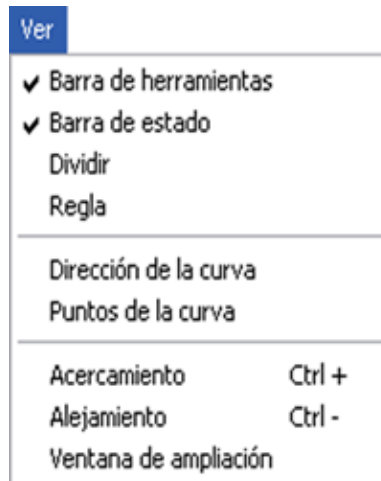 Ver
Barra de herramientas
Barra de estado
Dividir
Regla
Dirección de la curva
Puntos de la curva
Acercamiento Ctrl +
Alejamiento Ctrl -
Ventana de ampliación